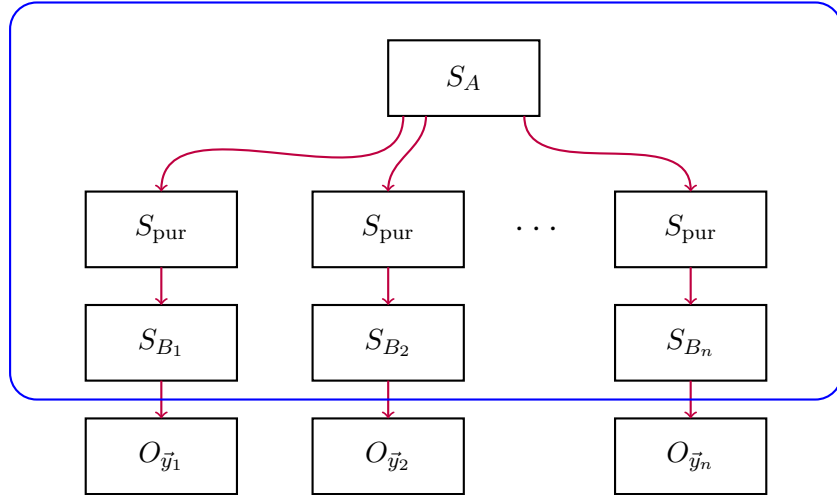 S_A
S_pur S_pur ... S_pur
S_{B_1} S_{B_2} S_{B_n}
O_{\vec{y}_1} O_{\vec{y}_2} O_{\vec{y}_n}